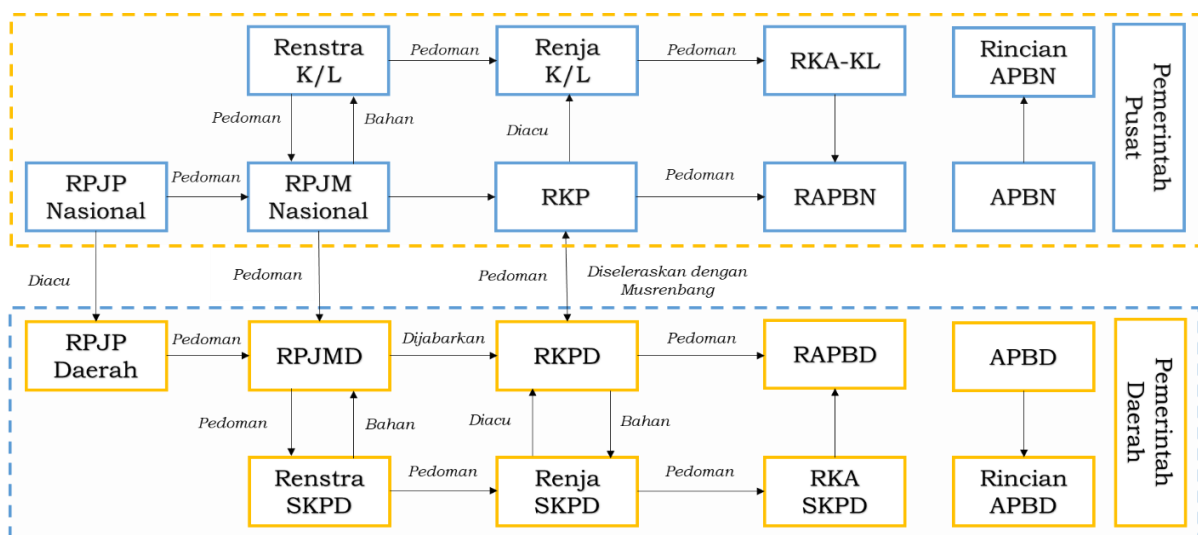 Renstra
K/L
Pedoman
Renja
K/L
Pedoman
RKA-KL
Rincian
APBN
Pemerintah
Pusat
Pedoman
Bahan
Diacu
RPJP
Nasional
Pedoman
RPJM
Nasional
RKP
Pedoman
RAPBN
APBN
Diacu
Pedoman
Pedoman
Diseleraskan dengan
Musrenbang
RPJP
Daerah
Pedoman
RPJMD
Dijabarkan
RKPD
Pedoman
RAPBD
APBD
Pemerintah
Daerah
Pedoman
Bahan
Diacu
Bahan
Renstra
SKPD
Pedoman
Renja
SKPD
Pedoman
RKA
SKPD
Rincian
APBD